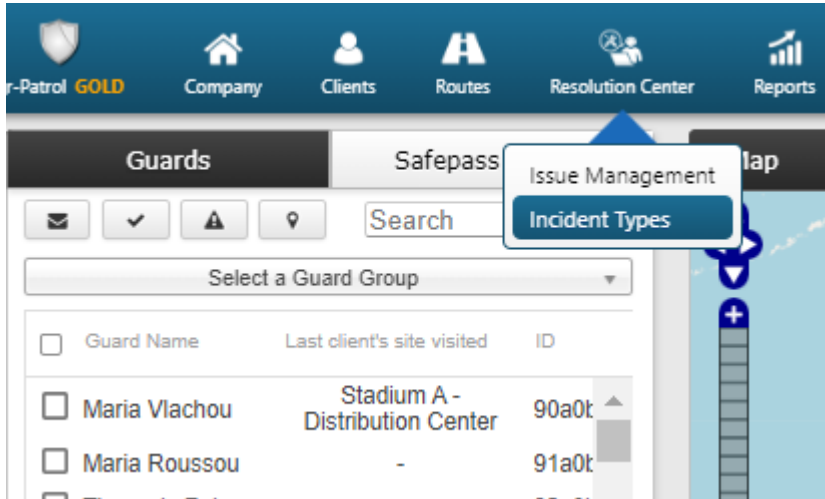 r-Patrol GOLD
Company
Clients
Routes
Resolution Center
Reports
Guards
Safepass
Issue Management
Incident Types
Search
Select a Guard Group
Guard Name
Last client's site visited
ID
Maria Vlachou
Stadium A -
Distribution Center
90a0b
Maria Roussou
-
91a0b